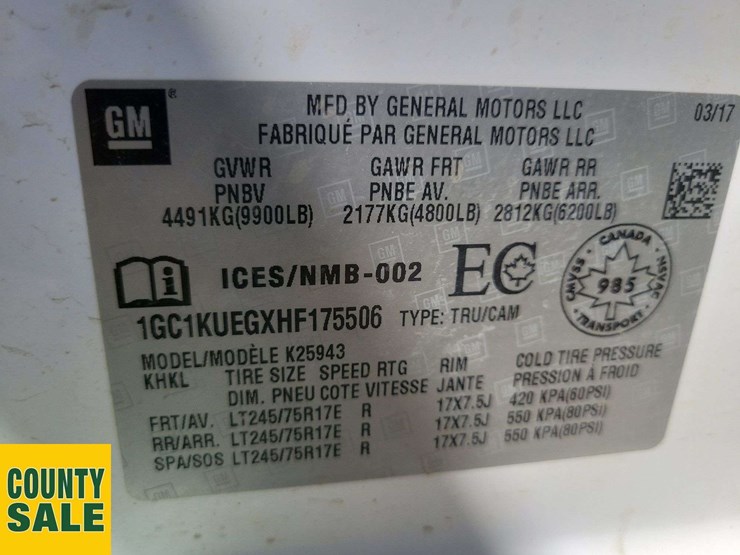 GM
MFD BY GENERAL MOTORS LLC 03/17
FABRIQUÉ PAR GENERAL MOTORS LLC
GVWR GAWR FRT GAWR RR
PNBV PNBE AV. PNBE ARR.
4491KG(9900LB) 2177KG(4800LB) 2812KG(6200LB)
i ICES/NMB-002 EC
CANADA CMVSS NSVAC 985 TRANSPORT
1GC1KUEGXHF175506 TYPE: TRU/CAM
MODEL/MODÈLE K25943
KHKL TIRE SIZE SPEED RTG RIM COLD TIRE PRESSURE
DIM. PNEU COTE VITESSE JANTE PRESSION À FROID
FRT/AV. LT245/75R17E R 17X7.5J 420 KPA(60PSI)
RR/ARR. LT245/75R17E R 17X7.5J 550 KPA(80PSI)
SPA/SOS LT245/75R17E R 17X7.5J 550 KPA(80PSI)
COUNTY
SALE